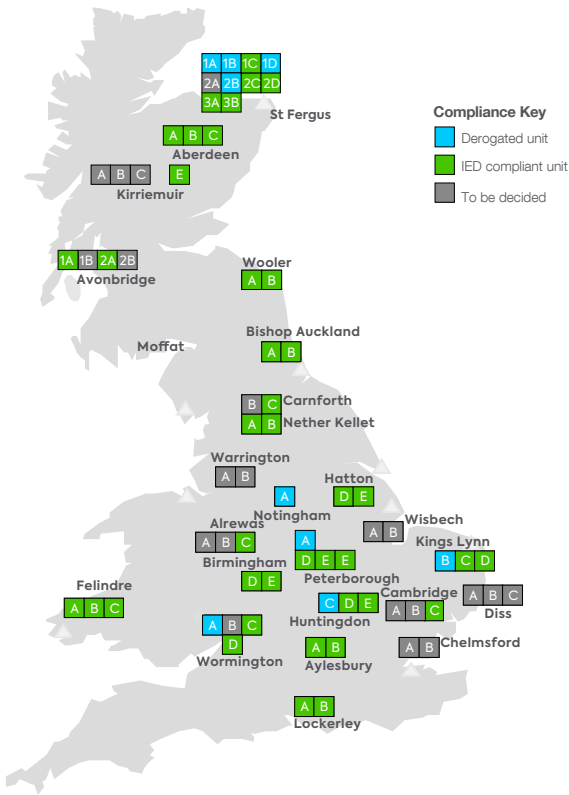 1A 1B 1C 1D
2A 2B 2C 2D
3A 3B
St Fergus
Compliance Key
Derogated unit
IED compliant unit
To be decided
A B C
Aberdeen
A B C
E
Kirriemuir
1A 1B 2A 2B
Avonbridge
Wooler
A B
Bishop Auckland
A B
Moffat
B C Carnforth
A B Nether Kellet
Warrington
A B
Hatton
D E
A
Notingham
Wisbech
A B
Alrewas
A B C
Kings Lynn
B C D
A
D E E
Peterborough
Birmingham
D E
Felindre
A B C
Cambridge
A B C
A B C
Diss
C D E
Huntingdon
A B C
D
Wormington
A B
Aylesbury
A B Chelmsford
A B
Lockerley